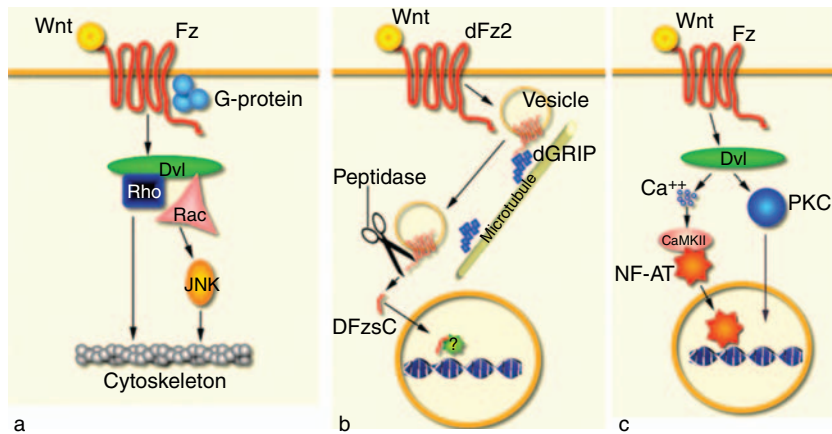 Wnt
Fz
G-protein
Dvl
Rho
Rac
JNK
Cytoskeleton
a
Wnt
dFz2
Vesicle
dGRIP
Peptidase
Microtubule
DFzsC
?
b
Wnt
Fz
Dvl
Ca++
PKC
CaMKII
NF-AT
c